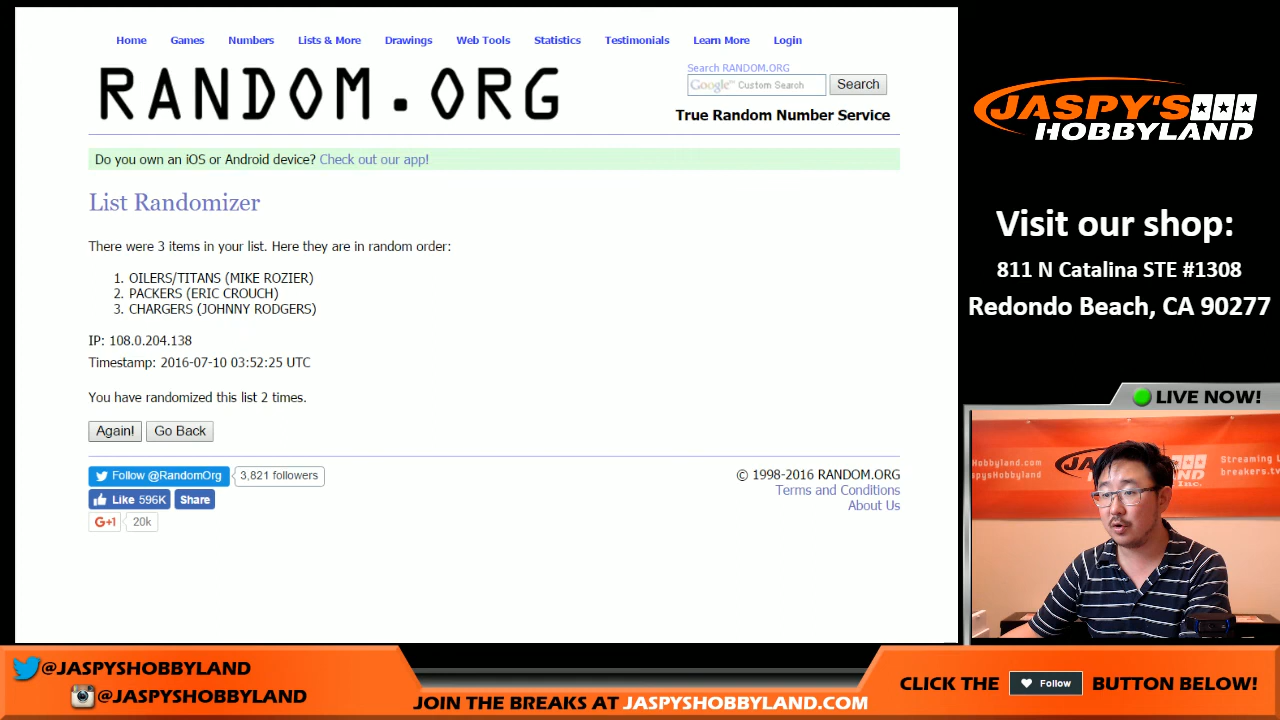 Home Games Numbers Lists & More Drawings Web Tools Statistics Testimonials Learn More Login
RANDOM.ORG
Search RANDOM.ORG
Google™ Custom Search Search
True Random Number Service
Do you own an iOS or Android device? Check out our app!
List Randomizer
There were 3 items in your list. Here they are in random order:
1. OILERS/TITANS (MIKE ROZIER)
2. PACKERS (ERIC CROUCH)
3. CHARGERS (JOHNNY RODGERS)
IP: 108.0.204.138
Timestamp: 2016-07-10 03:52:25 UTC
You have randomized this list 2 times.
Again! Go Back
Follow @RandomOrg 3,821 followers
Like 596K Share
G+1 20k
© 1998-2016 RANDOM.ORG
Terms and Conditions
About Us
JASPY'S
HOBBYLAND
Visit our shop:
811 N Catalina STE #1308
Redondo Beach, CA 90277
LIVE NOW!
Streaming
breakers.tv
Inc.
@JASPYSHOBBYLAND
@JASPYSHOBBYLAND
JOIN THE BREAKS AT JASPYSHOBBYLAND.COM
CLICK THE Follow BUTTON BELOW!